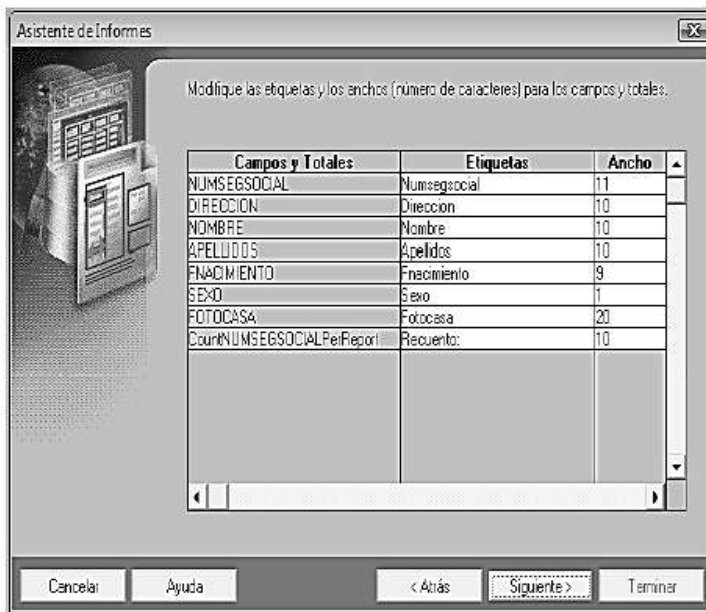 Asistente de Informes
Modifique las etiquetas y los anchos (número de caracteres) para los campos y totales.
Campos y Totales Etiquetas Ancho
NUMSEGSOCIAL Numsegsocial 11
DIRECCION Direccion 10
NOMBRE Nombre 10
APELLIDOS Apellidos 10
FNACIMIENTO Fnacimiento 9
SEXO Sexo 1
FOTOCASA Fotocasa 20
CountNUMSEGSOCIALPerReport Recuento: 10
Cancelar Ayuda < Atrás Siguiente > Terminar